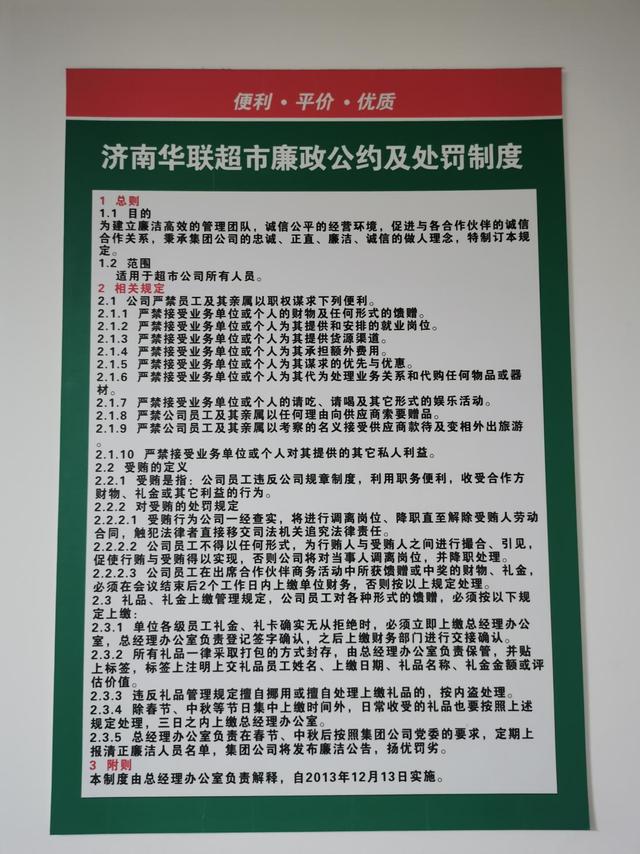 便利·平价·优质
济南华联超市廉政公约及处罚制度
1 总则
1.1 目的
为建立廉洁高效的管理团队，诚信公平的经营环境，促进与各合作伙伴的诚信
合作关系，秉承集团公司的忠诚、正直、廉洁、诚信的做人理念，特制订本规
定。
1.2 范围
适用于超市公司所有人员。
2 相关规定
2.1 公司严禁员工及其亲属以职权谋求下列便利。
2.1.1 严禁接受业务单位或个人的财物及任何形式的馈赠。
2.1.2 严禁接受业务单位或个人为其提供和安排的就业岗位。
2.1.3 严禁接受业务单位或个人为其提供货源渠道。
2.1.4 严禁接受业务单位或个人为其承担额外费用。
2.1.5 严禁接受业务单位或个人为其谋求的优先与优惠。
2.1.6 严禁接受业务单位或个人为其代为处理业务关系和代购任何物品或器
材。
2.1.7 严禁接受业务单位或个人的请吃、请喝及其它形式的娱乐活动。
2.1.8 严禁公司员工及其亲属以任何理由向供应商索要赠品。
2.1.9 严禁公司员工及其亲属以考察的名义接受供应商款待及变相外出旅游
。
2.1.10 严禁接受业务单位或个人对其提供的其它私人利益。
2.2 受贿的定义
2.2.1 受贿是指：公司员工违反公司规章制度，利用职务便利，收受合作方
财物、礼金或其它利益的行为。
2.2.2 对受贿的处罚规定
2.2.2.1 受贿行为公司一经查实，将进行调离岗位、降职直至解除受贿人劳动
合同，触犯法律者直接移交司法机关追究法律责任。
2.2.2.2 公司员工不得以任何形式，为行贿人与受贿人之间进行撮合、引见，
促使行贿与受贿得以实现，否则公司将对当事人调离岗位，并降职处理。
2.2.2.3 公司员工在出席合作伙伴商务活动中所获馈赠或中奖的财物、礼金，
必须在会议结束后2个工作日内上缴单位财务，否则按以上规定处理。
2.3 礼品、礼金上缴管理规定，公司员工对各种形式的馈赠，必须按以下规
定上缴：
2.3.1 单位各级员工礼金、礼卡确实无从拒绝时，必须立即上缴总经理办公
室，总经理办公室负责登记签字确认，之后上缴财务部门进行交接确认。
2.3.2 所有礼品一律采取打包的方式封存，由总经理办公室负责保管，并贴
上标签，标签上注明上交礼品员工姓名、上缴日期、礼品名称、礼金金额或评
估价值。
2.3.3 违反礼品管理规定擅自挪用或擅自处理上缴礼品的，按内盗处理。
2.3.4 除春节、中秋等节日集中上缴时间外，日常收受的礼品也要按照上述
规定处理，三日之内上缴总经理办公室。
2.3.5 总经理办公室负责在春节、中秋后按照集团公司党委的要求，定期上
报清正廉洁人员名单，集团公司将发布廉洁公告，扬优罚劣。
3 附则
本制度由总经理办公室负责解释，自2013年12月13日实施。